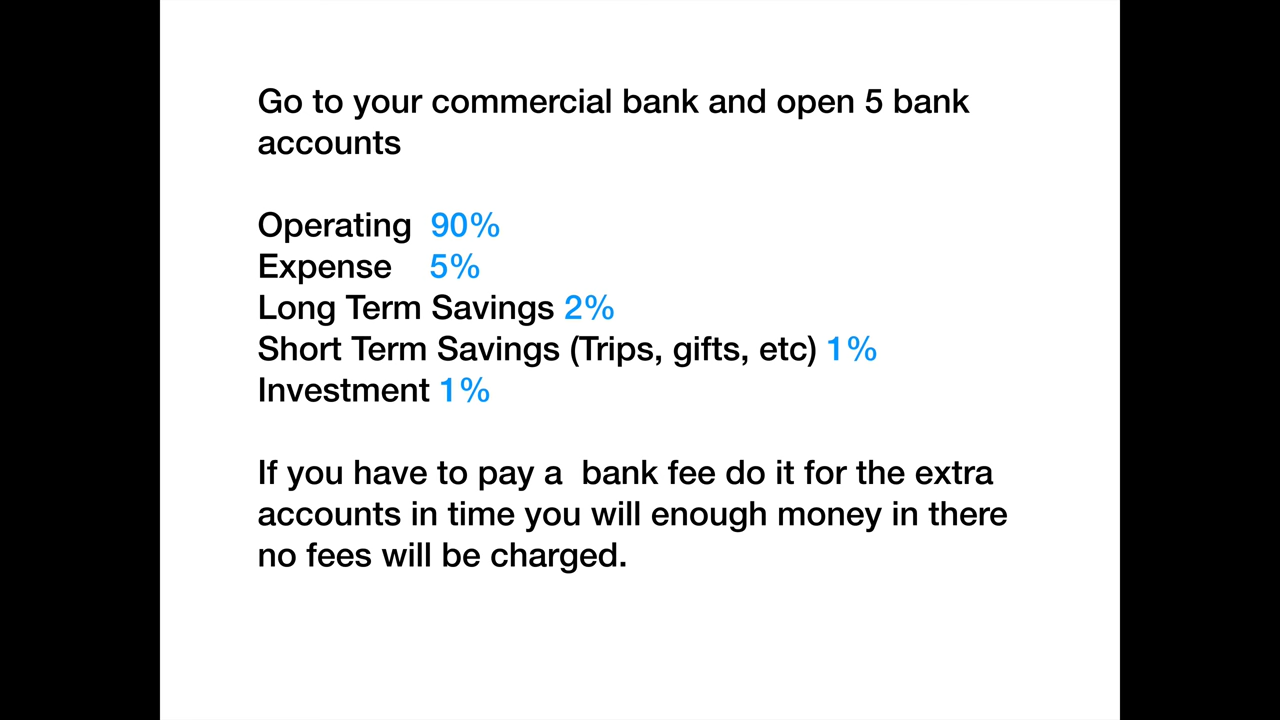 Go to your commercial bank and open 5 bank
accounts
Operating 90%
Expense 5%
Long Term Savings 2%
Short Term Savings (Trips, gifts, etc) 1%
Investment 1%
If you have to pay a  bank fee do it for the extra
accounts in time you will enough money in there
no fees will be charged.